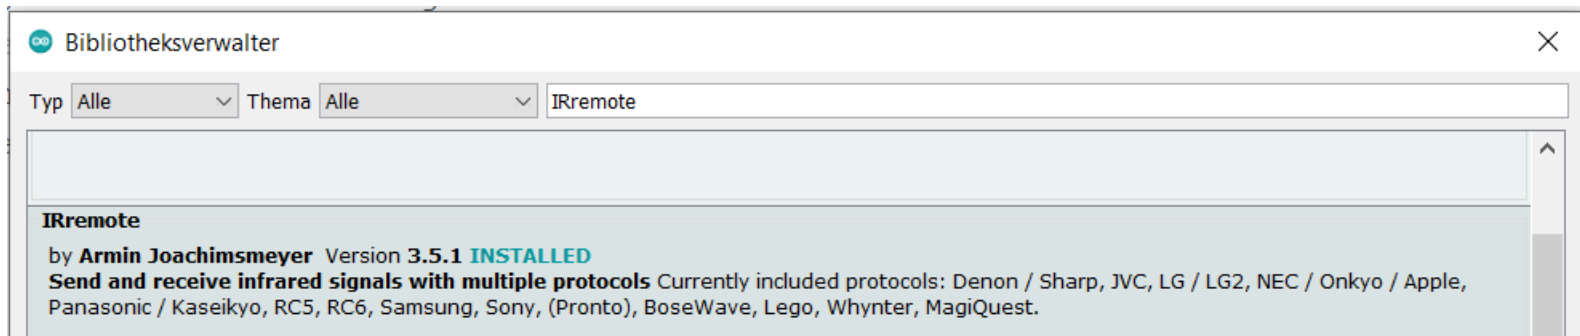 Bibliotheksverwalter
Typ Alle Thema Alle IRremote
IRremote
by Armin Joachimsmeyer Version 3.5.1 INSTALLED
Send and receive infrared signals with multiple protocols Currently included protocols: Denon / Sharp, JVC, LG / LG2, NEC / Onkyo / Apple,
Panasonic / Kaseikyo, RC5, RC6, Samsung, Sony, (Pronto), BoseWave, Lego, Whynter, MagiQuest.